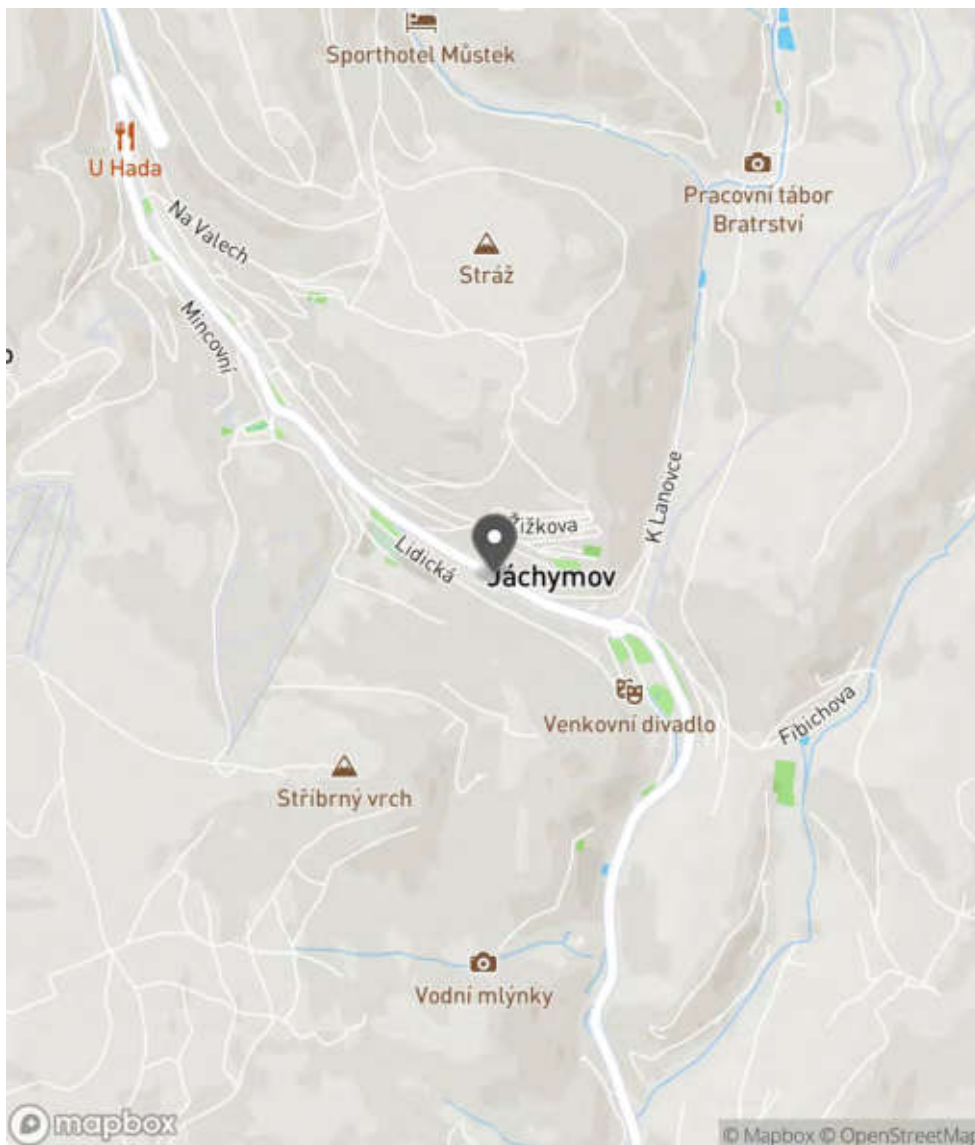 Sporthotel Můstek
U Hada
Pracovní tábor
Bratrství
Na Valech
Stráž
Mincovní
K Lanovce
Žižkova
Lidická
Jáchymov
Venkovní divadlo
Fibichova
Stříbrný vrch
Vodní mlýnky
mapbox
© Mapbox © OpenStreetMap